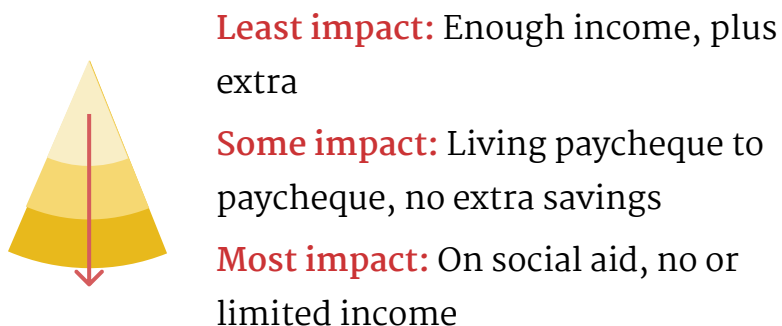 Least impact: Enough income, plus
extra
Some impact: Living paycheque to
paycheque, no extra savings
Most impact: On social aid, no or
limited income